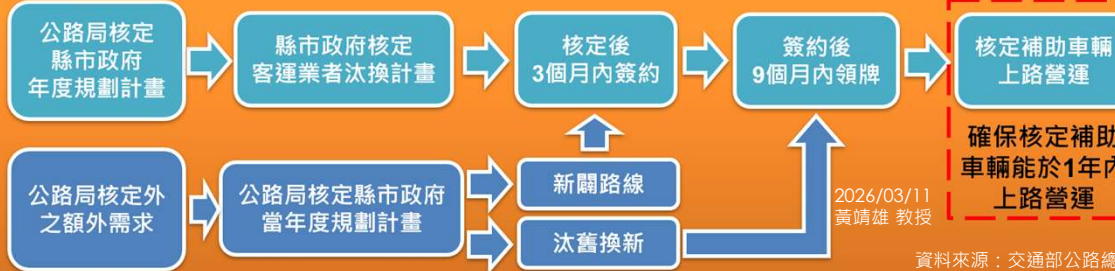 公路局核定
縣市政府
年度規劃計畫
縣市政府核定
客運業者汰換計畫
核定後
3個月內簽約
簽約後
9個月內領牌
核定補助車輛
上路營運
確保核定補助
車輛能於1年內
上路營運
公路局核定外
之額外需求
公路局核定縣市政府
當年度規劃計畫
新闢路線
汰舊換新
2026/03/11
黃靖雄 教授
資料來源：交通部公路總